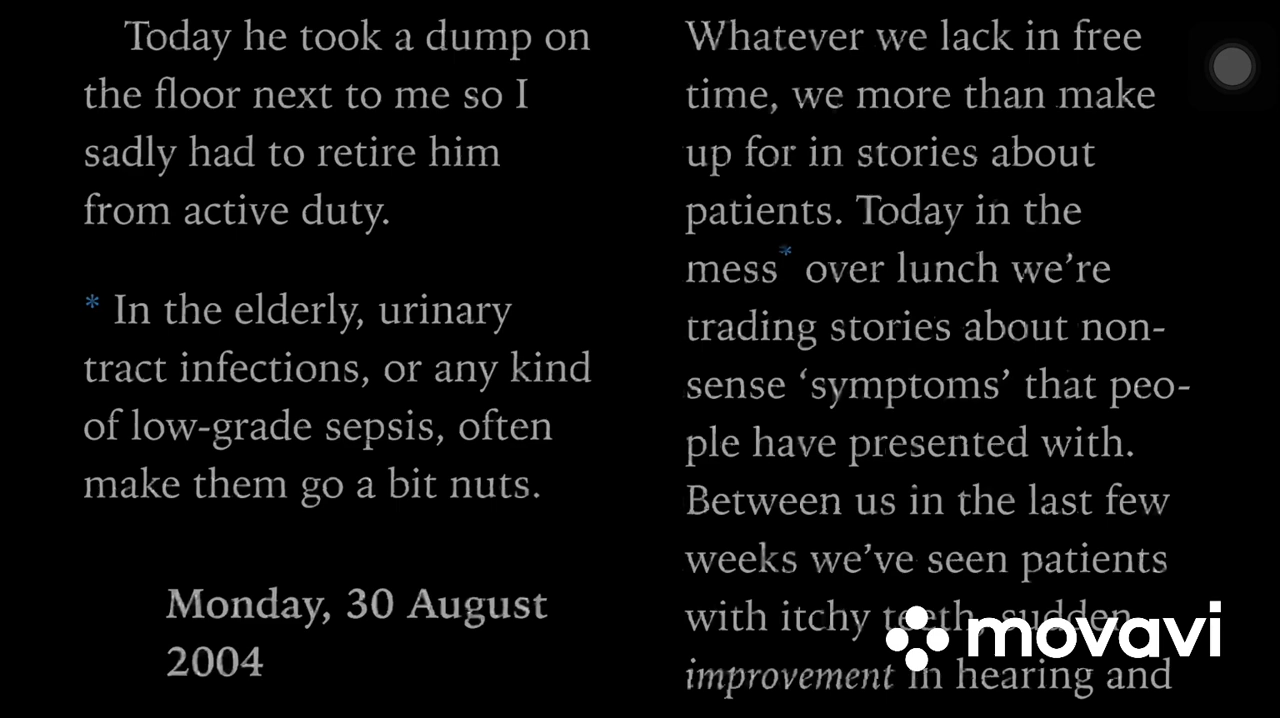 Today he took a dump on
the floor next to me so I
sadly had to retire him
from active duty.
* In the elderly, urinary
tract infections, or any kind
of low-grade sepsis, often
make them go a bit nuts.
Monday, 30 August
2004
Whatever we lack in free
time, we more than make
up for in stories about
patients. Today in the
mess* over lunch we’re
trading stories about non-
sense ‘symptoms’ that peo-
ple have presented with.
Between us in the last few
weeks we’ve seen patients
with itchy teeth, sudden
improvement in hearing and
movavi